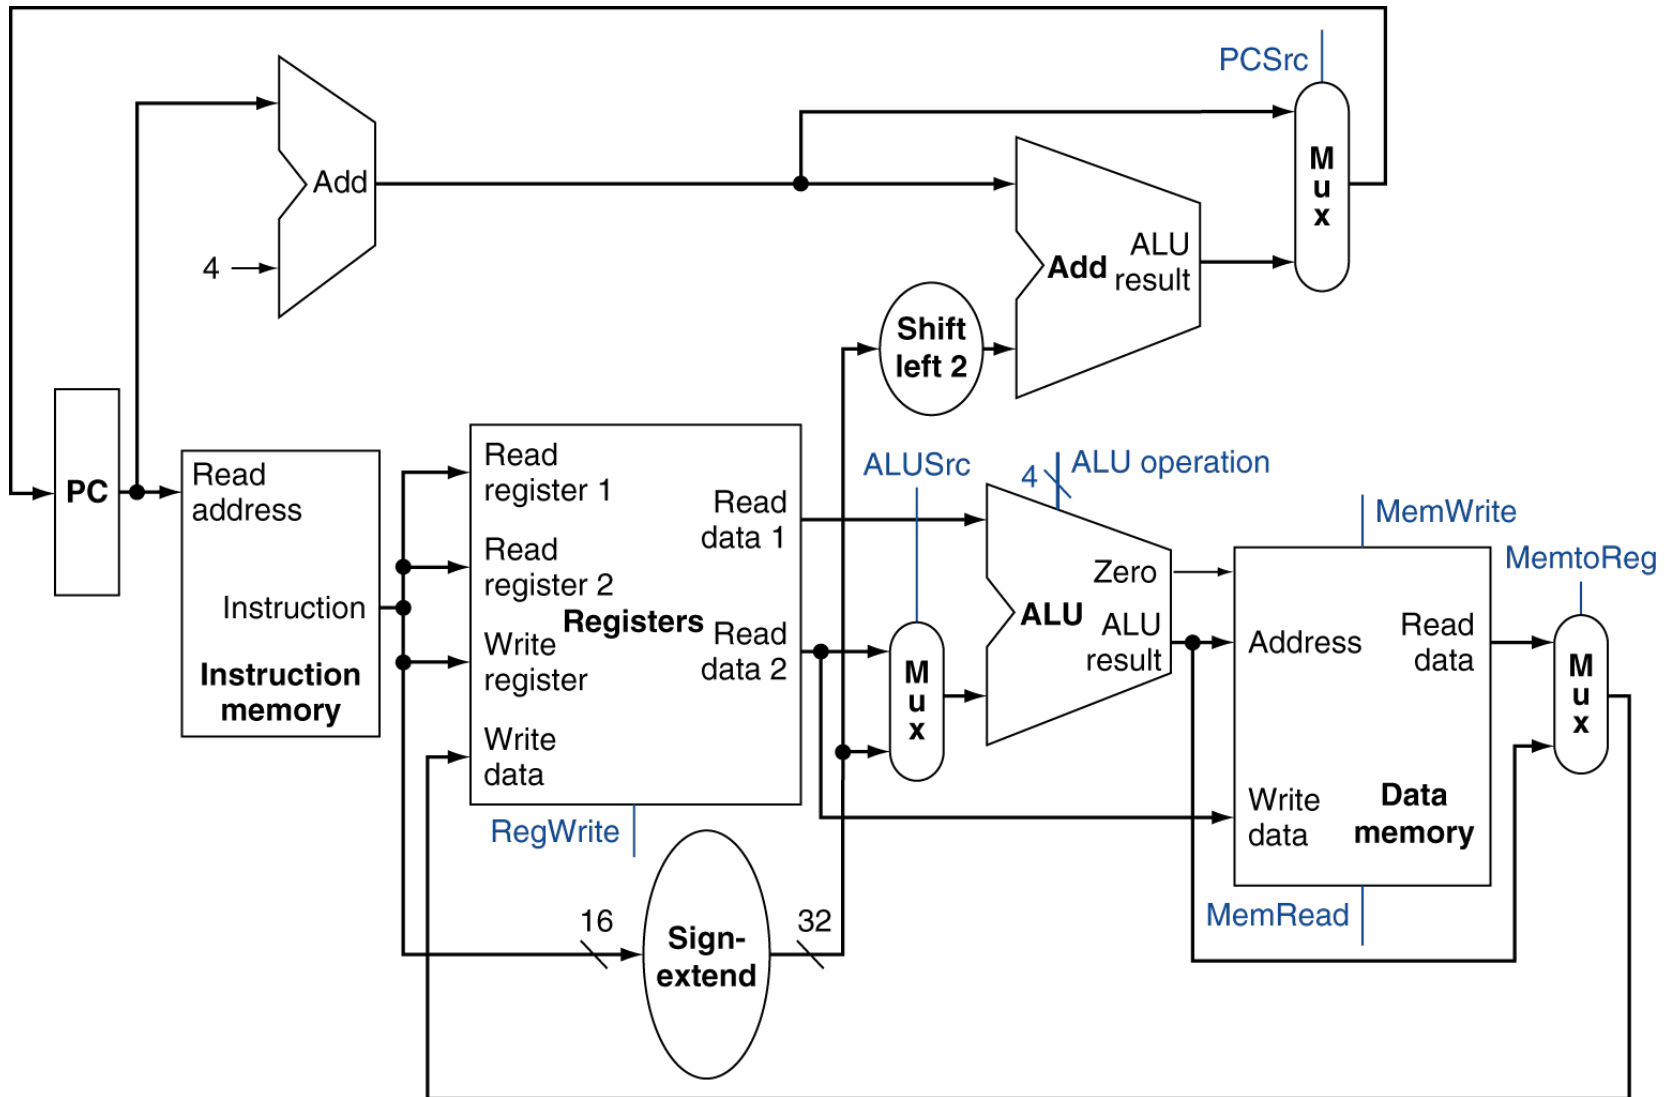 PCSrc
M
u
x
Add
4
ALU
result
Add
Shift
left 2
PC
Read
address
Instruction
Instruction
memory
Read
register 1
Read
register 2
Write
register
Write
data
Registers
Read
data 1
Read
data 2
RegWrite
16
Sign-
extend
32
ALUSrc
M
u
x
4
ALU operation
Zero
ALU
ALU
result
MemWrite
Address
Read
data
Write
data
Data
memory
MemRead
MemtoReg
M
u
x